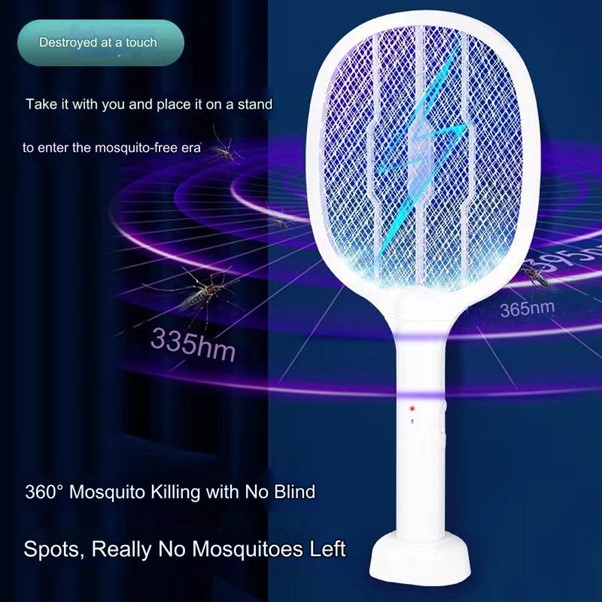 Destroyed at a touch
Take it with you and place it on a stand
to enter the mosquito-free era
395nm
365nm
335hm
360° Mosquito Killing with No Blind
Spots, Really No Mosquitoes Left